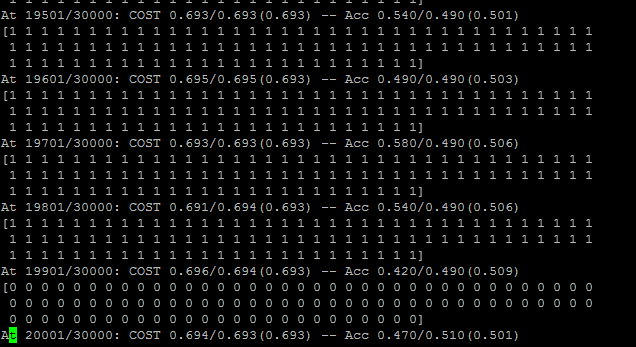 1 1 1 1 1 1 1 1 1 1 1 1 1 1 1 1 1 1 1 1 1 1 1 1 1 1]
At 19501/30000: COST 0.693/0.693(0.693) -- Acc 0.540/0.490(0.501)
[1 1 1 1 1 1 1 1 1 1 1 1 1 1 1 1 1 1 1 1 1 1 1 1 1 1 1 1 1 1 1 1 1 1 1 1 1
1 1 1 1 1 1 1 1 1 1 1 1 1 1 1 1 1 1 1 1 1 1 1 1 1 1 1 1 1 1 1 1 1 1 1 1 1
1 1 1 1 1 1 1 1 1 1 1 1 1 1 1 1 1 1 1 1 1 1 1 1 1 1]
At 19601/30000: COST 0.695/0.695(0.693) -- Acc 0.490/0.490(0.503)
[1 1 1 1 1 1 1 1 1 1 1 1 1 1 1 1 1 1 1 1 1 1 1 1 1 1 1 1 1 1 1 1 1 1 1 1 1
1 1 1 1 1 1 1 1 1 1 1 1 1 1 1 1 1 1 1 1 1 1 1 1 1 1 1 1 1 1 1 1 1 1 1 1 1
1 1 1 1 1 1 1 1 1 1 1 1 1 1 1 1 1 1 1 1 1 1 1 1 1 1]
At 19701/30000: COST 0.693/0.693(0.693) -- Acc 0.580/0.490(0.506)
[1 1 1 1 1 1 1 1 1 1 1 1 1 1 1 1 1 1 1 1 1 1 1 1 1 1 1 1 1 1 1 1 1 1 1 1 1
1 1 1 1 1 1 1 1 1 1 1 1 1 1 1 1 1 1 1 1 1 1 1 1 1 1 1 1 1 1 1 1 1 1 1 1 1
1 1 1 1 1 1 1 1 1 1 1 1 1 1 1 1 1 1 1 1 1 1 1 1 1 1]
At 19801/30000: COST 0.691/0.694(0.693) -- Acc 0.540/0.490(0.506)
[1 1 1 1 1 1 1 1 1 1 1 1 1 1 1 1 1 1 1 1 1 1 1 1 1 1 1 1 1 1 1 1 1 1 1 1 1
1 1 1 1 1 1 1 1 1 1 1 1 1 1 1 1 1 1 1 1 1 1 1 1 1 1 1 1 1 1 1 1 1 1 1 1 1
1 1 1 1 1 1 1 1 1 1 1 1 1 1 1 1 1 1 1 1 1 1 1 1 1 1]
At 19901/30000: COST 0.696/0.694(0.693) -- Acc 0.420/0.490(0.509)
[0 0 0 0 0 0 0 0 0 0 0 0 0 0 0 0 0 0 0 0 0 0 0 0 0 0 0 0 0 0 0 0 0 0 0 0 0
0 0 0 0 0 0 0 0 0 0 0 0 0 0 0 0 0 0 0 0 0 0 0 0 0 0 0 0 0 0 0 0 0 0 0 0 0
0 0 0 0 0 0 0 0 0 0 0 0 0 0 0 0 0 0 0 0 0 0 0 0 0 0]
At 20001/30000: COST 0.694/0.693(0.693) -- Acc 0.470/0.510(0.501)